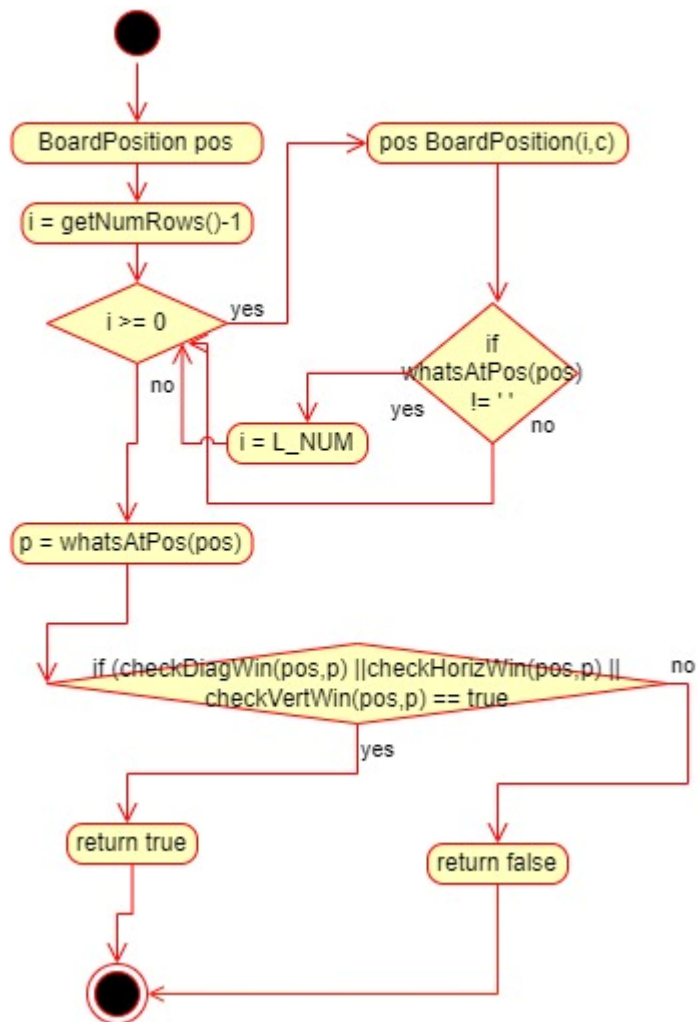 BoardPosition pos
pos BoardPosition(i,c)
i = getNumRows()-1
i >= 0
yes
no
if
whatsAtPos(pos)
!= ' '
yes
no
i = L_NUM
p = whatsAtPos(pos)
if (checkDiagWin(pos,p) ||checkHorizWin(pos,p) ||
checkVertWin(pos,p) == true
no
yes
return true
return false